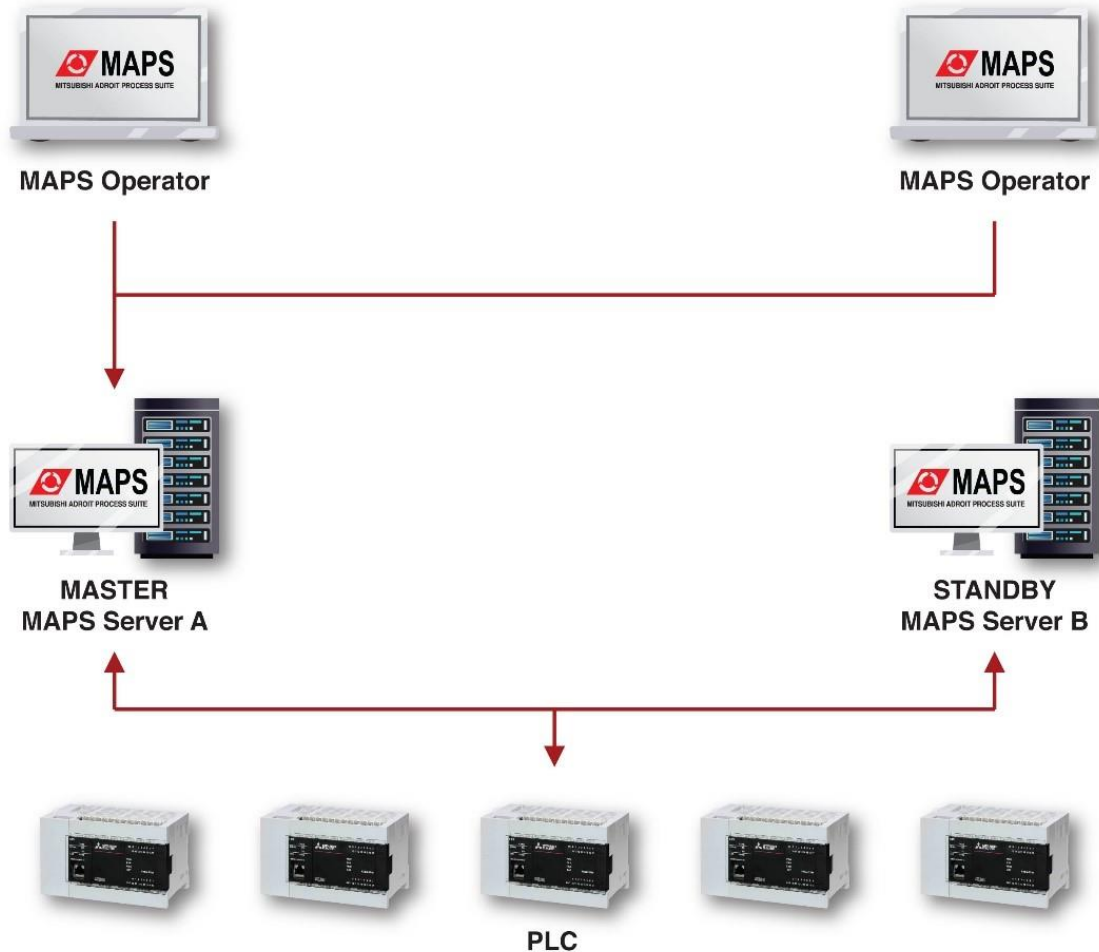 MAPS
MITSUBISHI ADROIT PROCESS SUITE
MAPS
MITSUBISHI ADROIT PROCESS SUITE
MAPS Operator
MAPS Operator
MAPS
MITSUBISHI ADROIT PROCESS SUITE
MAPS
MITSUBISHI ADROIT PROCESS SUITE
MASTER
MAPS Server A
STANDBY
MAPS Server B
PLC